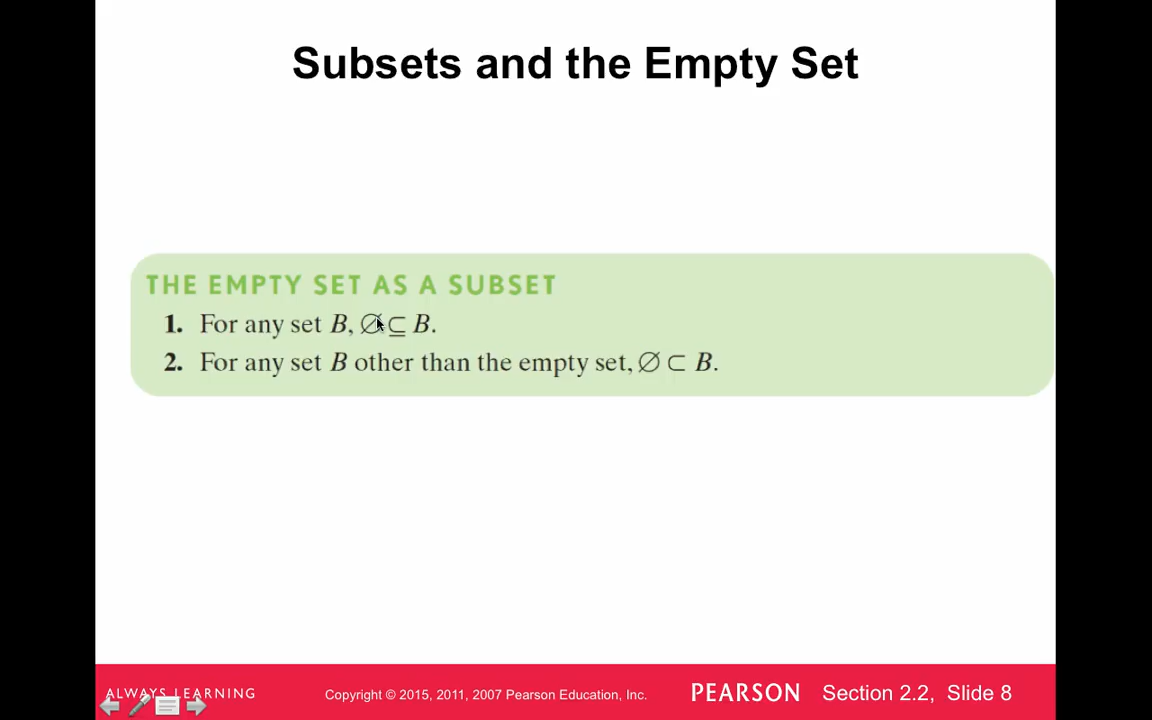 Subsets and the Empty Set
THE EMPTY SET AS A SUBSET
1. For any set B, ∅ ⊆ B.
2. For any set B other than the empty set, ∅ ⊂ B.
ALWAYS LEARNING
Copyright © 2015, 2011, 2007 Pearson Education, Inc.
PEARSON
Section 2.2, Slide 8